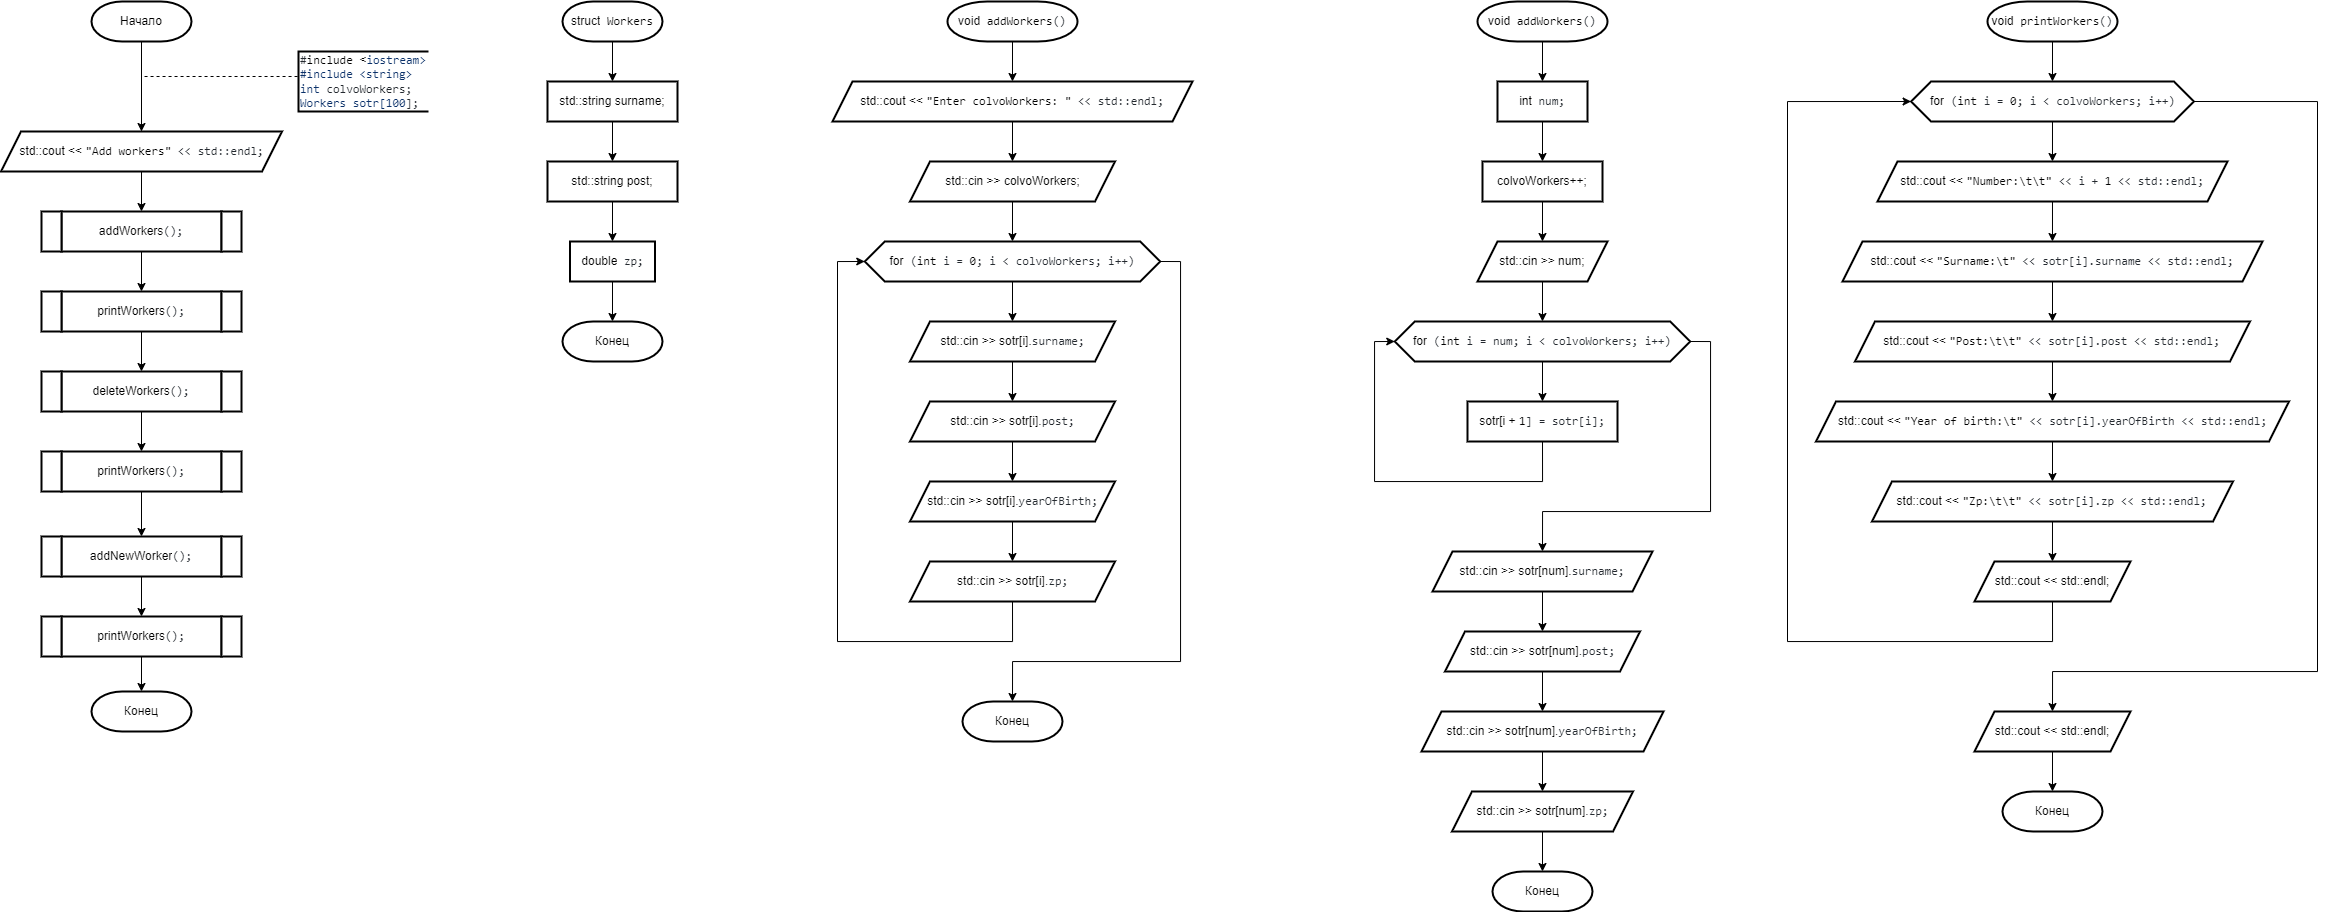 Начало
#include <iostream>
#include <string>
int colvoWorkers;
Workers sotr[100];
std::cout << "Add workers" << std::endl;
addWorkers();
printWorkers();
deleteWorkers();
printWorkers();
addNewWorker();
printWorkers();
Конец
struct Workers
std::string surname;
std::string post;
double zp;
Конец
void addWorkers()
std::cout << "Enter colvoWorkers: " << std::endl;
std::cin >> colvoWorkers;
for (int i = 0; i < colvoWorkers; i++)
std::cin >> sotr[i].surname;
std::cin >> sotr[i].post;
std::cin >> sotr[i].yearOfBirth;
std::cin >> sotr[i].zp;
Конец
void addWorkers()
int num;
colvoWorkers++;
std::cin >> num;
for (int i = num; i < colvoWorkers; i++)
sotr[i + 1] = sotr[i];
std::cin >> sotr[num].surname;
std::cin >> sotr[num].post;
std::cin >> sotr[num].yearOfBirth;
std::cin >> sotr[num].zp;
Конец
void printWorkers()
for (int i = 0; i < colvoWorkers; i++)
std::cout << "Number:\t\t" << i + 1 << std::endl;
std::cout << "Surname:\t" << sotr[i].surname << std::endl;
std::cout << "Post:\t\t" << sotr[i].post << std::endl;
std::cout << "Year of birth:\t" << sotr[i].yearOfBirth << std::endl;
std::cout << "Zp:\t\t" << sotr[i].zp << std::endl;
std::cout << std::endl;
std::cout << std::endl;
Конец